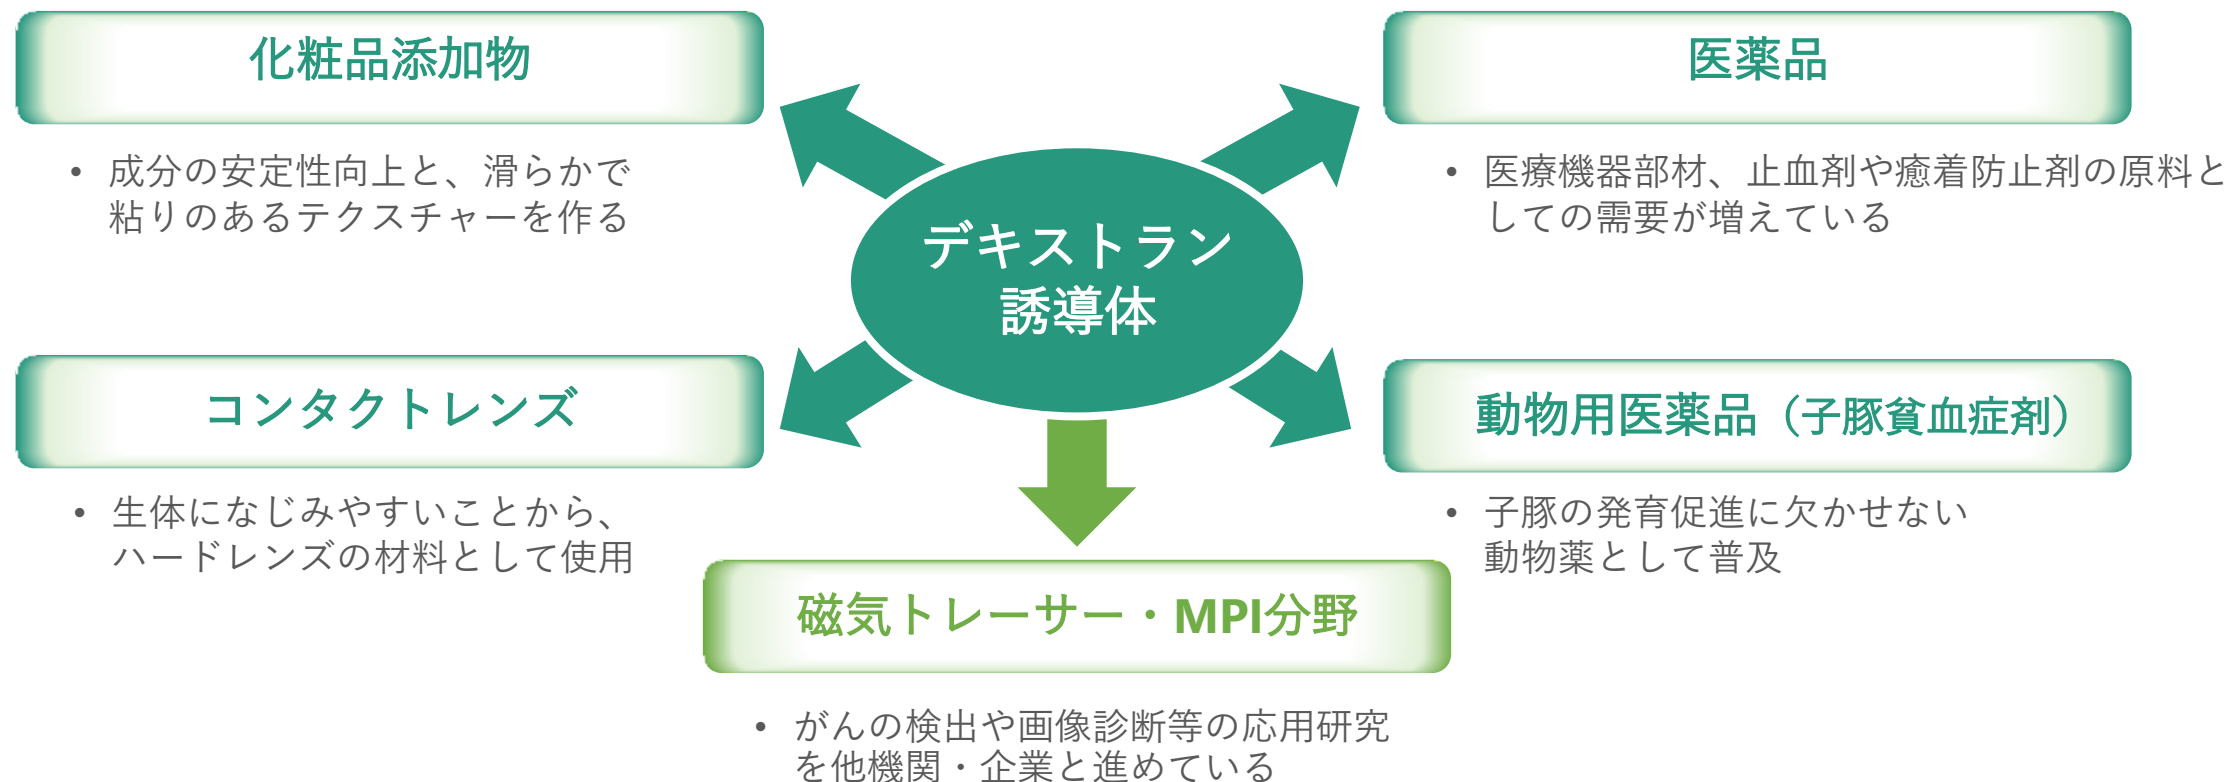 化粧品添加物
• 成分の安定性向上と、滑らかで
粘りのあるテクスチャーを作る
医薬品
• 医療機器部材、止血剤や癒着防止剤の原料と
しての需要が増えている
デキストラン
誘導体
コンタクトレンズ
• 生体になじみやすいことから、
ハードレンズの材料として使用
動物用医薬品（子豚貧血症剤）
• 子豚の発育促進に欠かせない
動物薬として普及
磁気トレーサー・MPI分野
• がんの検出や画像診断等の応用研究
を他機関・企業と進めている